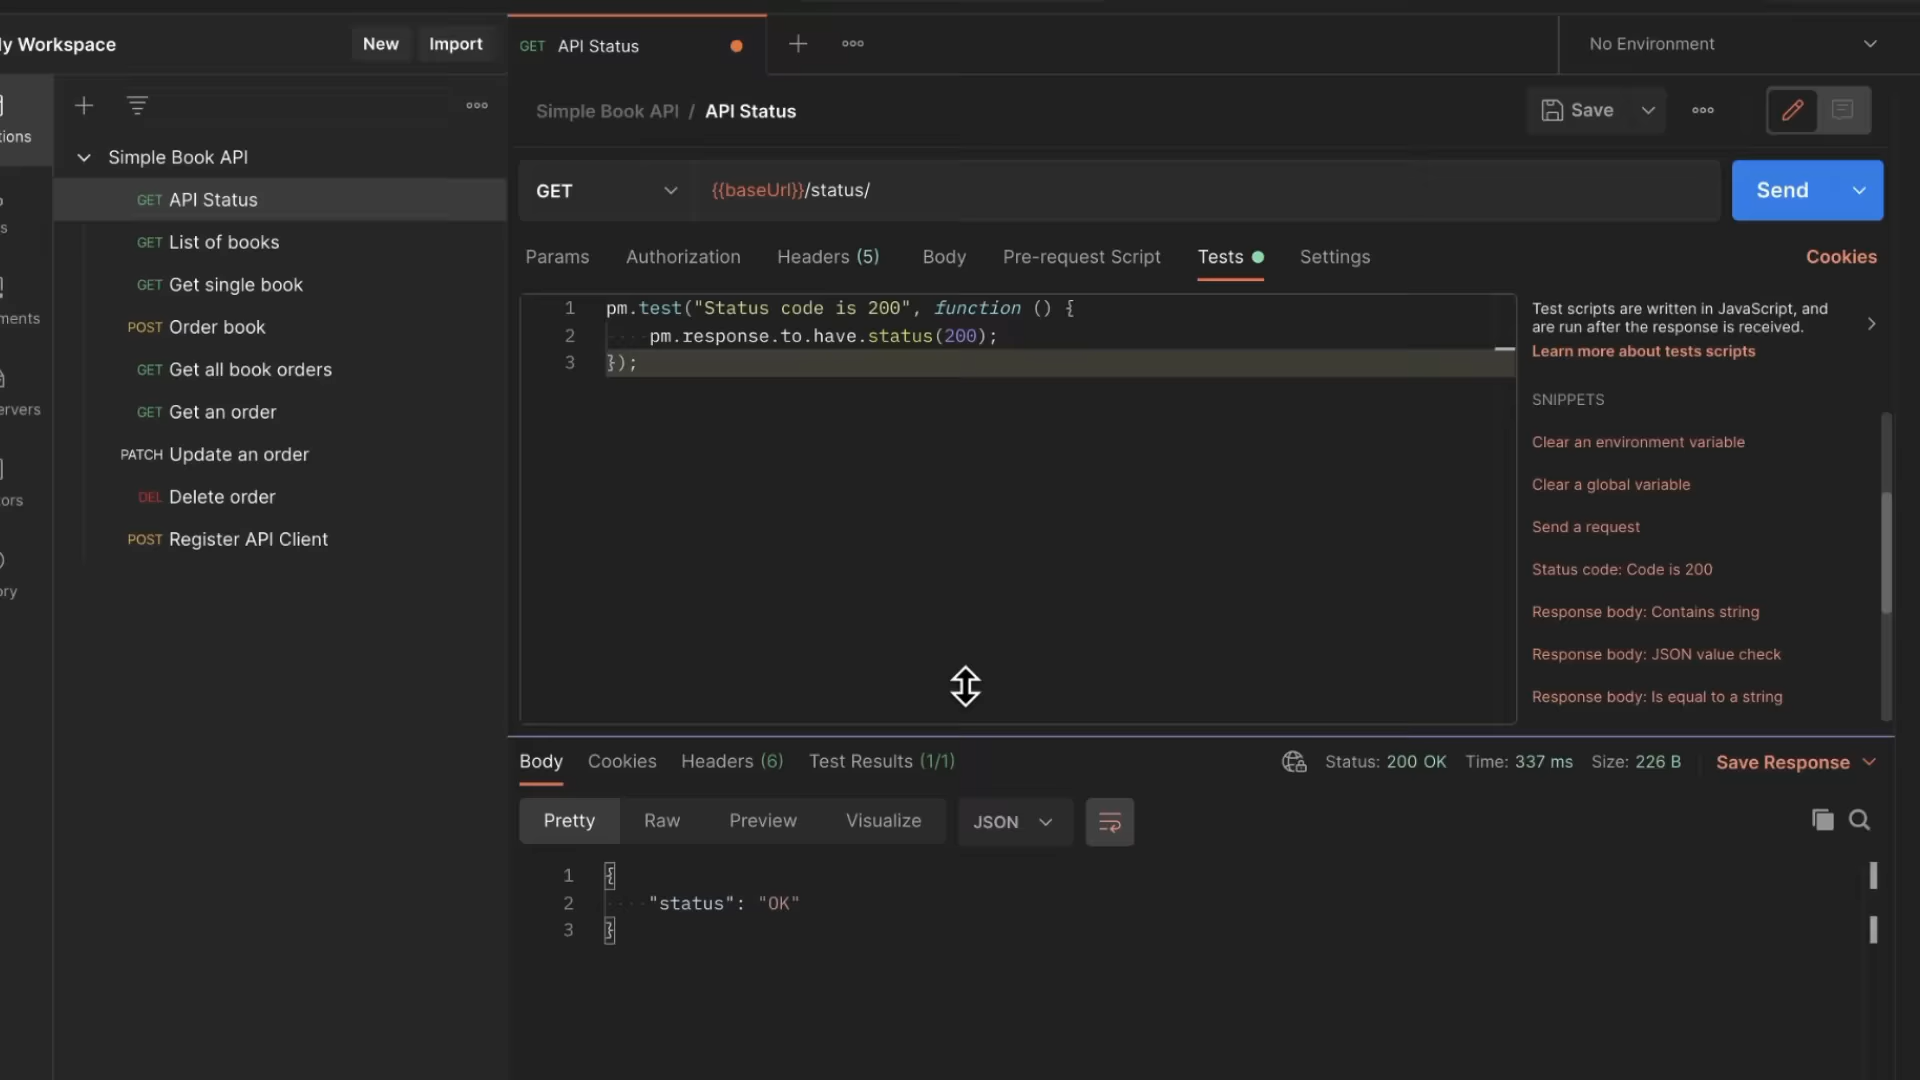 ly Workspace
New
Import
GET API Status
No Environment
Simple Book API / API Status
Save
tions
Simple Book API
GET API Status
GET List of books
GET Get single book
POST Order book
GET Get all book orders
GET Get an order
PATCH Update an order
DEL Delete order
POST Register API Client
s
ments
ervers
ors
ory
GET
{{baseUrl}}/status/
Send
Params
Authorization
Headers (5)
Body
Pre-request Script
Tests
Settings
Cookies
1 pm.test("Status code is 200", function () {
2 pm.response.to.have.status(200);
3 });
Test scripts are written in JavaScript, and
are run after the response is received.
Learn more about tests scripts
SNIPPETS
Clear an environment variable
Clear a global variable
Send a request
Status code: Code is 200
Response body: Contains string
Response body: JSON value check
Response body: Is equal to a string
Body
Cookies
Headers (6)
Test Results (1/1)
Status: 200 OK
Time: 337 ms
Size: 226 B
Save Response
Pretty
Raw
Preview
Visualize
JSON
1 {
2 "status": "OK"
3 }